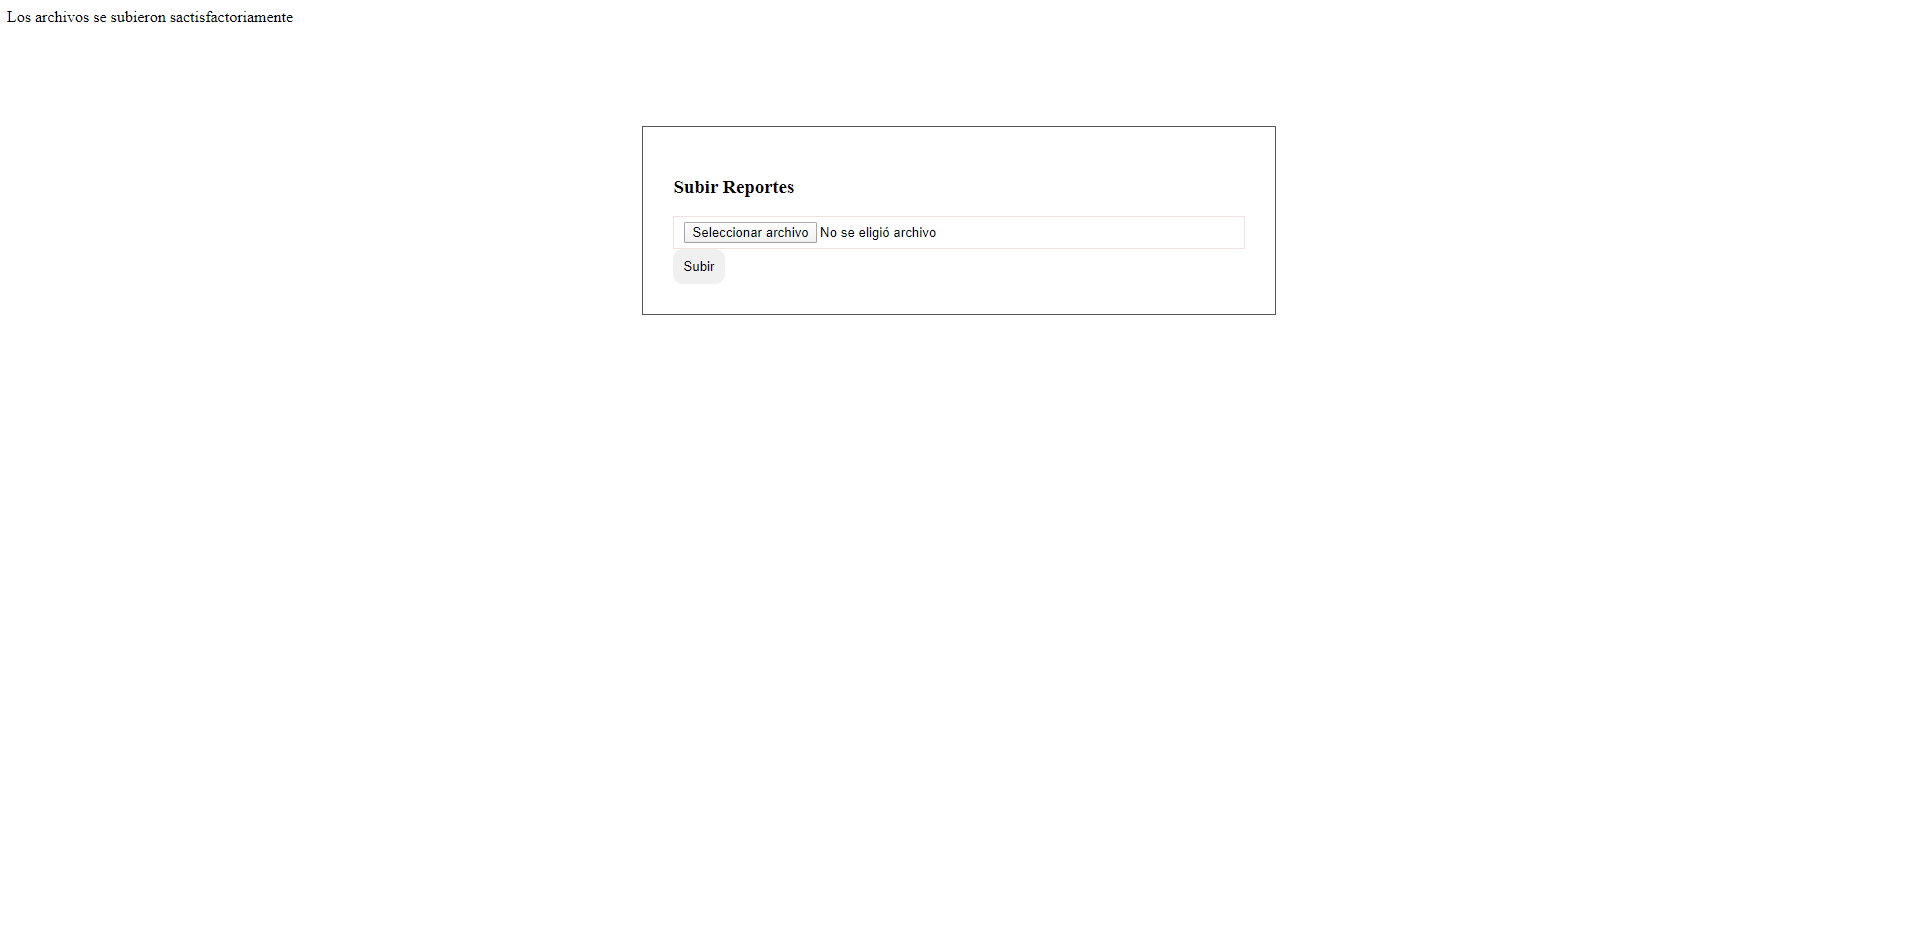 Los archivos se subieron sactisfactoriamente
Subir Reportes
Seleccionar archivo No se eligió archivo
Subir